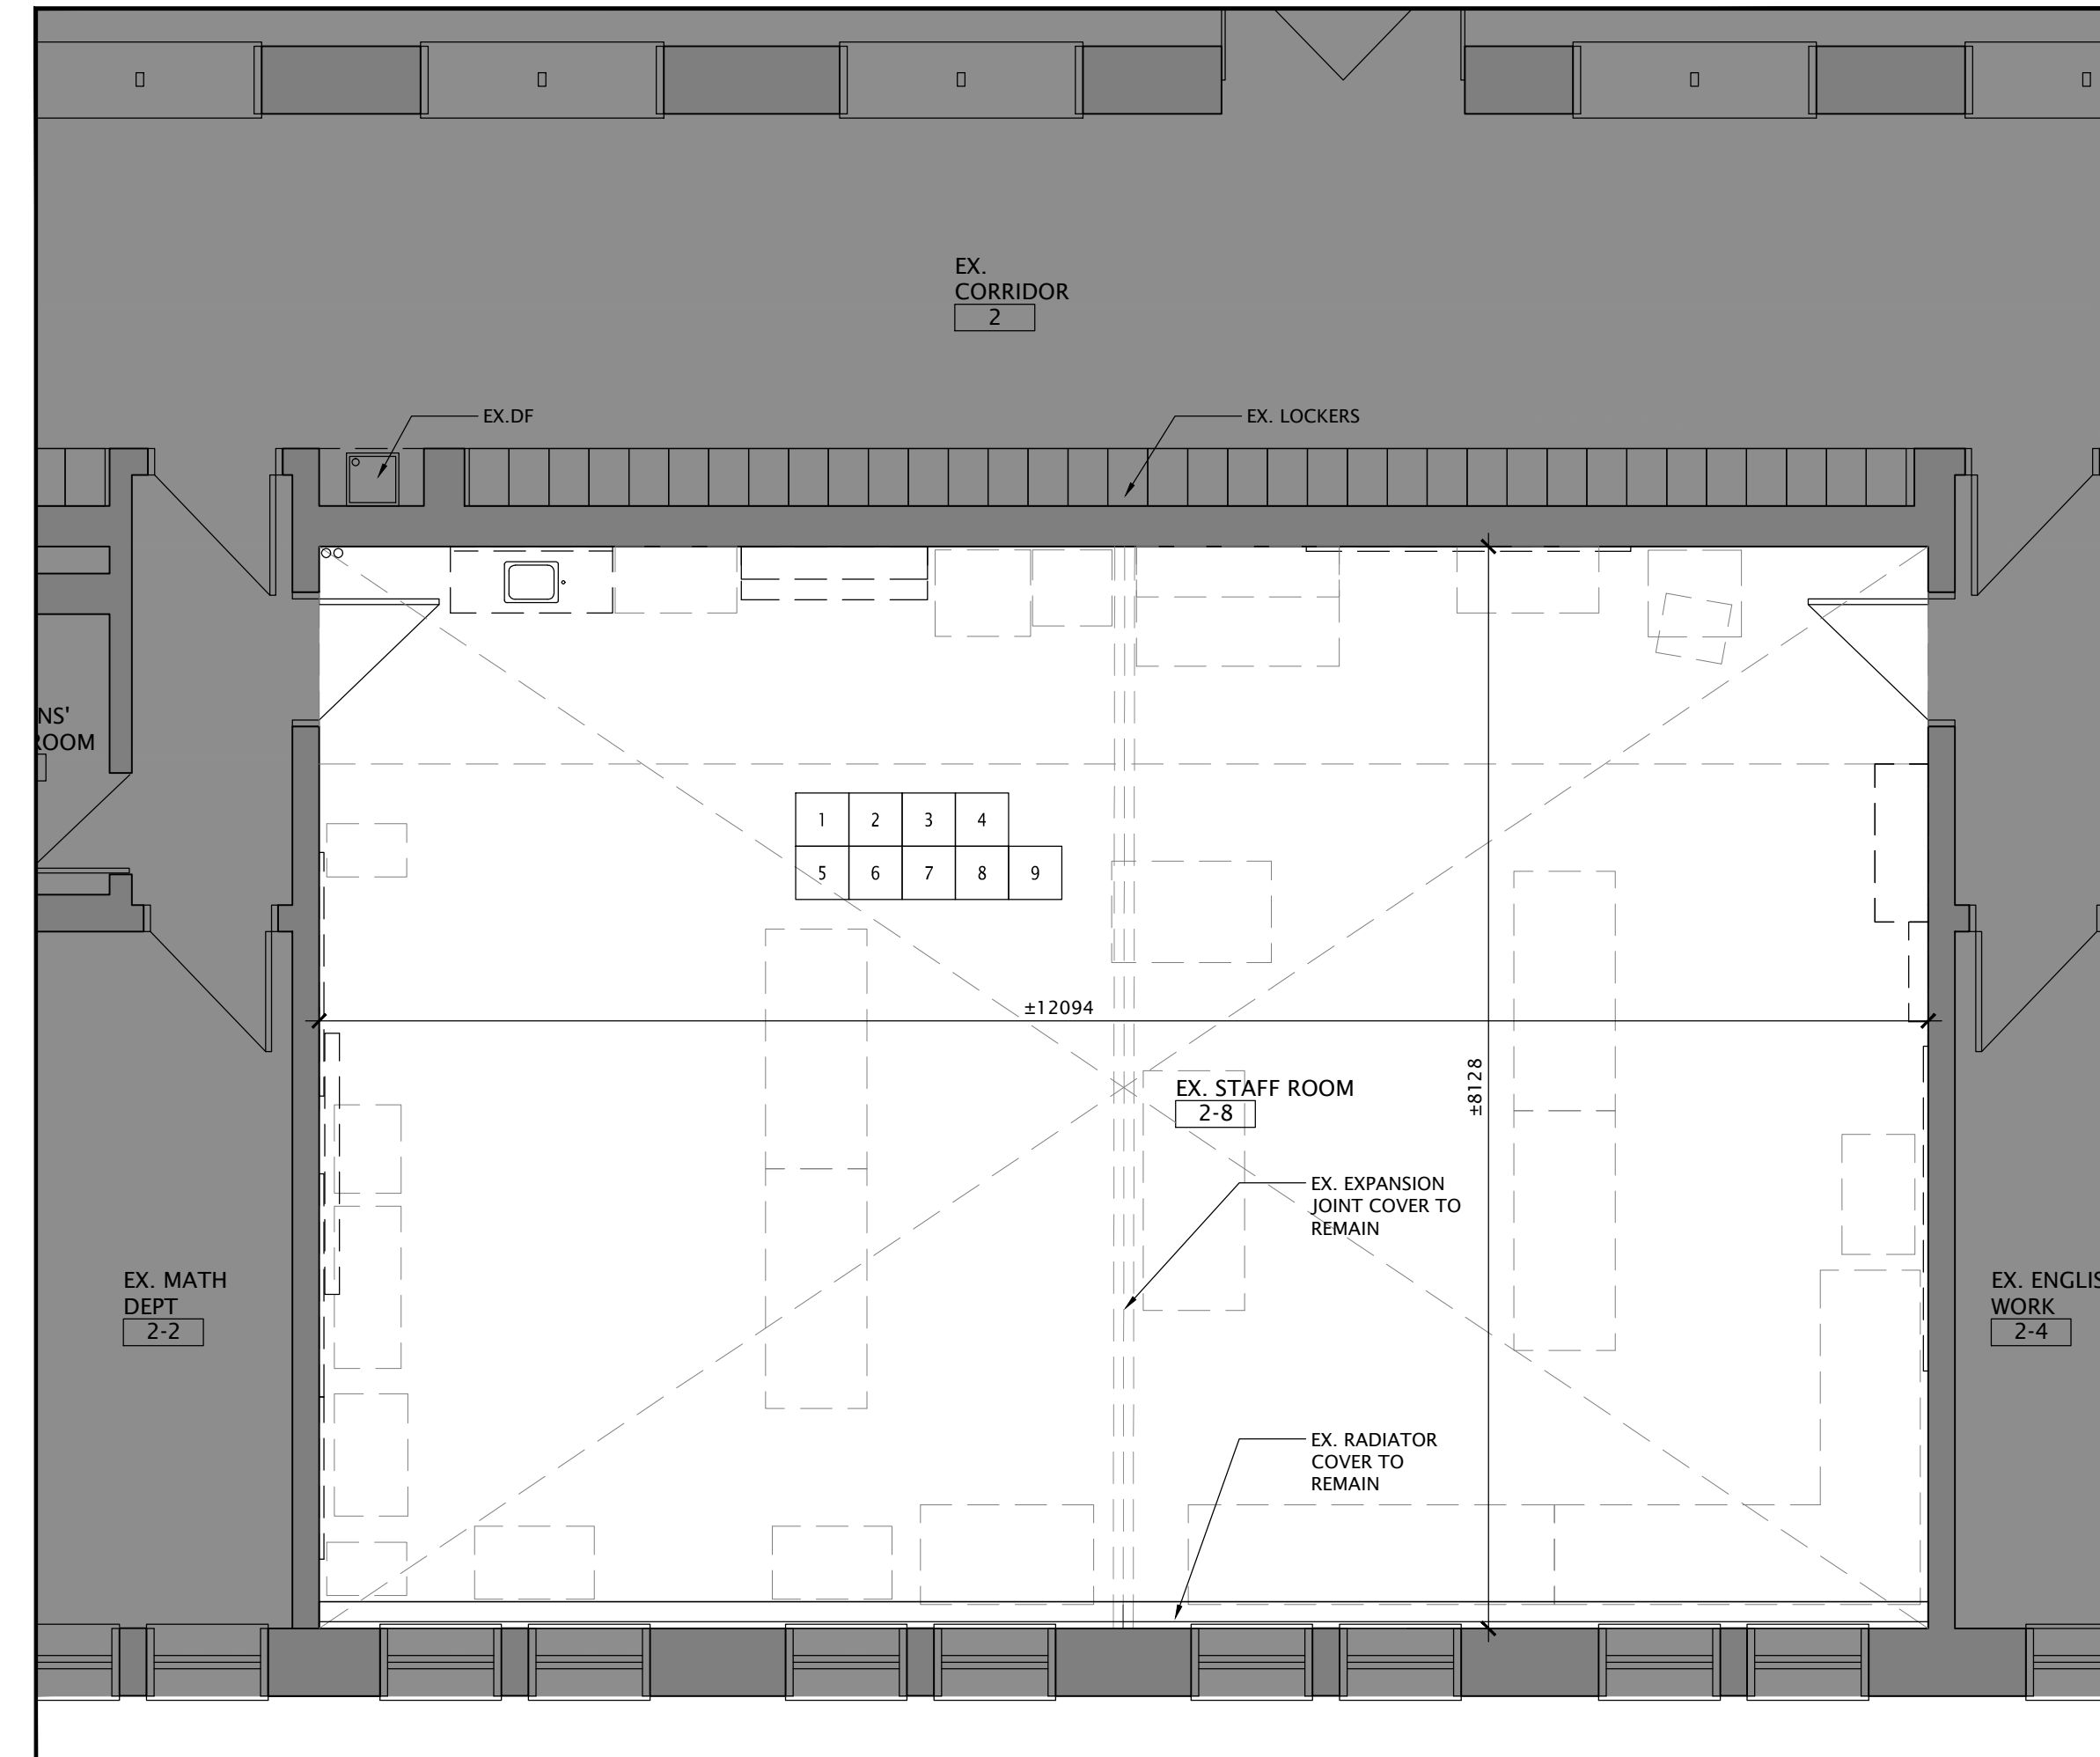 EX.
CORRIDOR
2
EX.DF
EX. LOCKERS
NS'
ROOM
1 2 3 4
5 6 7 8 9
±12094
EX. STAFF ROOM
2-8
±8128
EX. EXPANSION
JOINT COVER TO
REMAIN
EX. MATH
DEPT
2-2
EX. ENGLIS
WORK
2-4
EX. RADIATOR
COVER TO
REMAIN